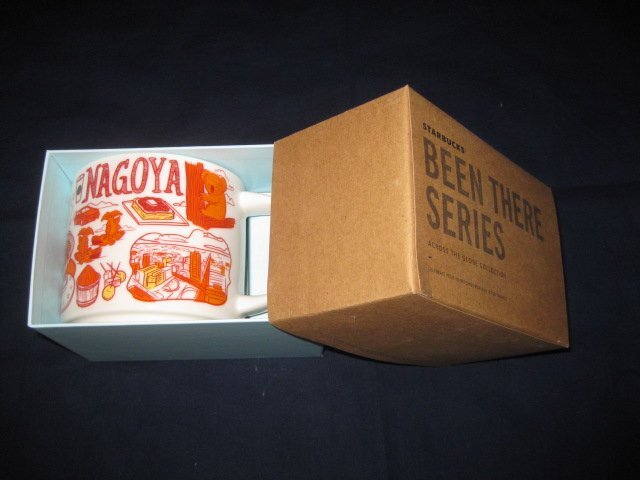 NAGOYA
STARBUCKS
BEEN THERE
SERIES
ACROSS THE GLOBE COLLECTION